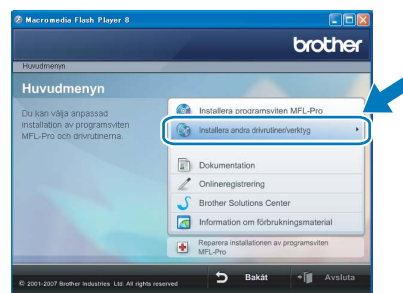 Macromedia Flash Player 8
brother
Huvudmenyn
Huvudmenyn
Du kan välja anpassad
installation av programsviten
MFL-Pro och drivrutinerna.
Installera programsviten MFL-Pro
Installera andra drivrutiner/verktyg
Dokumentation
Onlineregistrering
Brother Solutions Center
Information om förbrukningsmaterial
Reparera installationen av programsviten
MFL-Pro
© 2001-2007 Brother Industries Ltd. All rights reserved
Bakåt
Avsluta